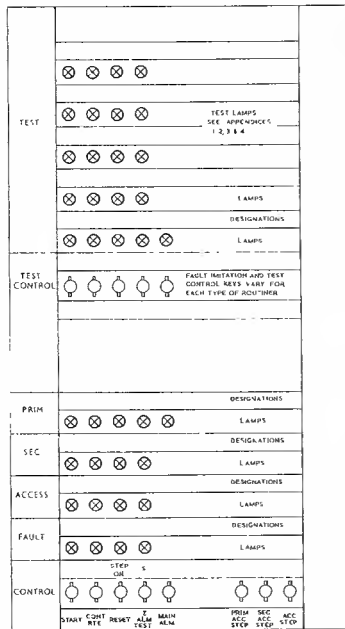 TEST
TEST LAMPS
SEE APPENDICES
1 2, 3 & 4
LAMPS
DESIGNATIONS
LAMPS
TEST
CONTROL
FAULT IMITATION AND TEST
CONTROL KEYS VARY FOR
EACH TYPE OF ROUTINER
PRIM
DESIGNATIONS
LAMPS
SEC
DESIGNATIONS
LAMPS
ACCESS
DESIGNATIONS
LAMPS
FAULT
DESIGNATIONS
LAMPS
CONTROL
STEP
ON
S
START
CONT
RTE
RESET
ALM
TEST
MAIN
ALM
PRIM
ACC
STEP
SEC
ACC
STEP
ACC
STEP